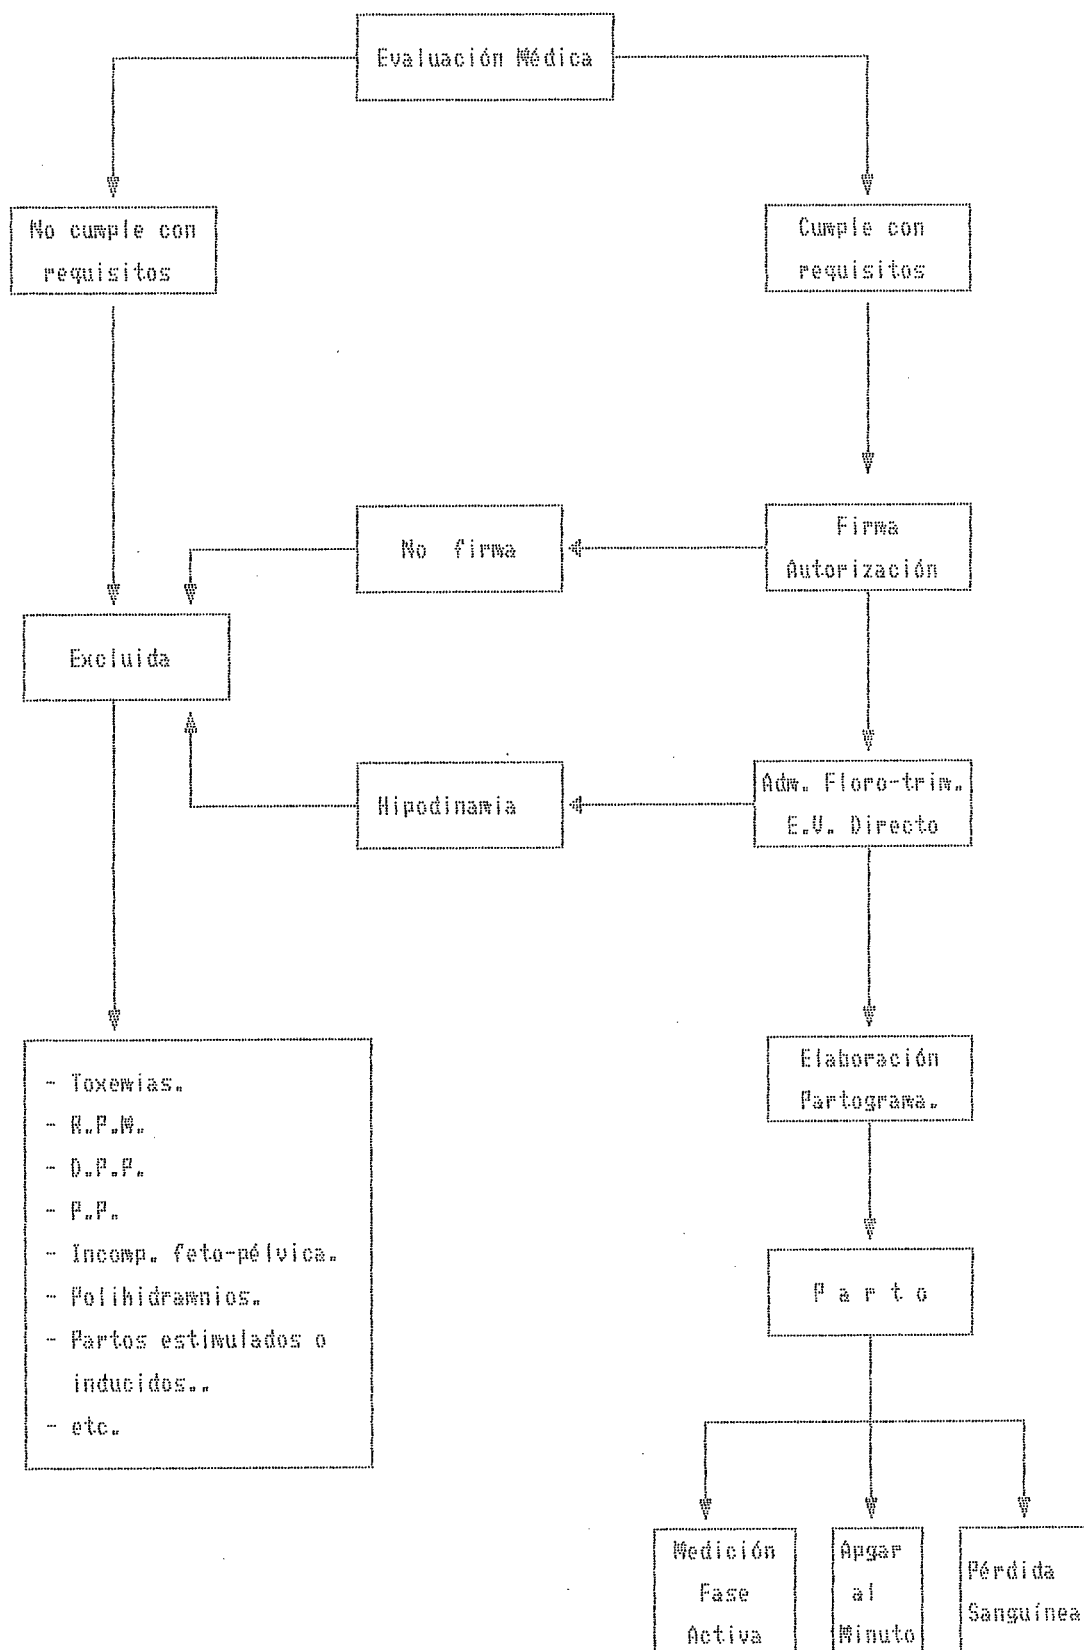 Evaluación Médica
No cumple con
requisitos
Cumple con
requisitos
No firma
Firma
Autorización
Excluida
Hipodinamia
Adm. Floro-trim.
E.V. Directo
- Toxemias.
- R.P.M.
- D.P.P.
- P.P.
- Incomp. feto-pélvica.
- Polihidramnios.
- Partos estimulados o
inducidos..
- etc.
Elaboración
Partograma.
P a r t o
Medición
Fase
Activa
Apgar
al
Minuto
Pérdida
Sanguínea